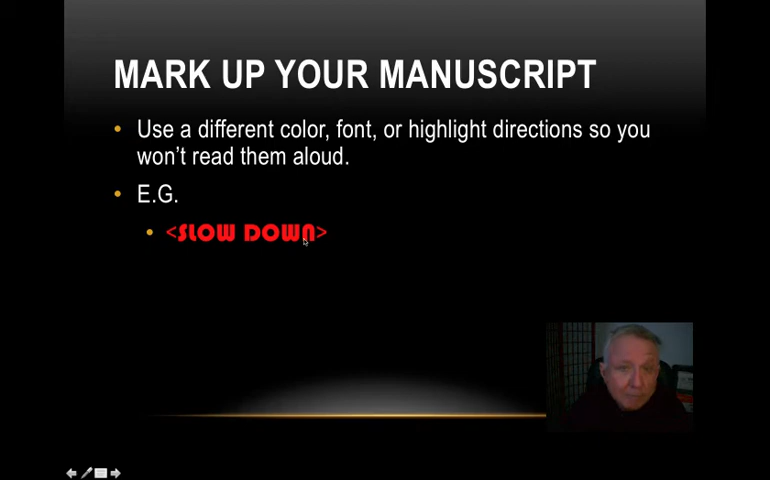 MARK UP YOUR MANUSCRIPT
• Use a different color, font, or highlight directions so you
won't read them aloud.
• E.G.
• <SLOW DOWN>